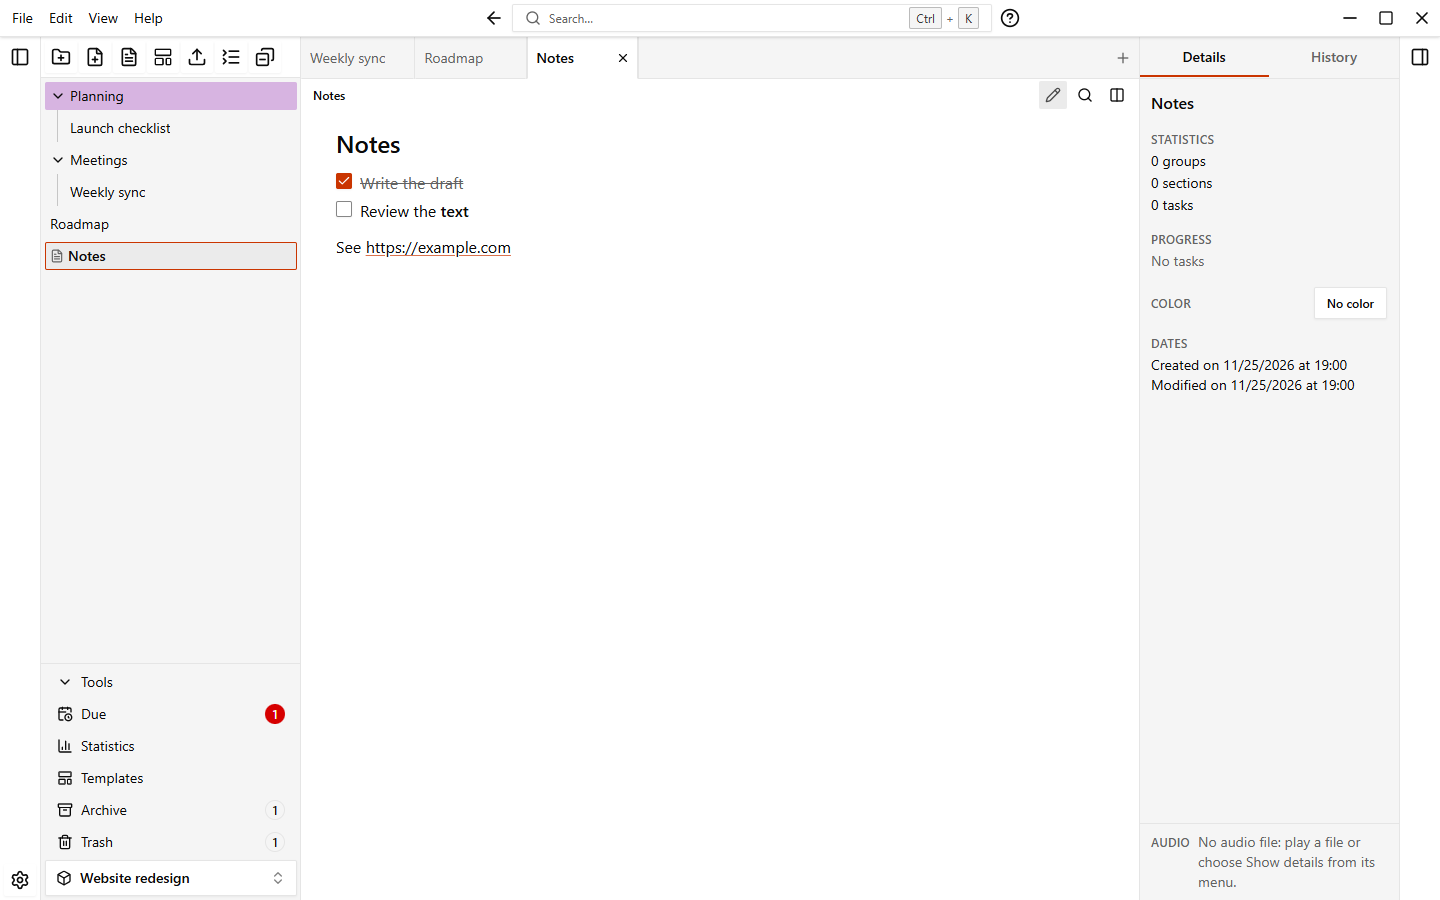 File Edit View Help
Search... Ctrl + K
Weekly sync Roadmap Notes
Details History
Planning
Launch checklist
Meetings
Weekly sync
Roadmap
Notes
Tools
Due 1
Statistics
Templates
Archive 1
Trash 1
Website redesign
Notes
Notes
Write the draft
Review the text
See https://example.com
Notes
STATISTICS
0 groups
0 sections
0 tasks
PROGRESS
No tasks
COLOR No color
DATES
Created on 11/25/2026 at 19:00
Modified on 11/25/2026 at 19:00
AUDIO No audio file: play a file or
choose Show details from its
menu.